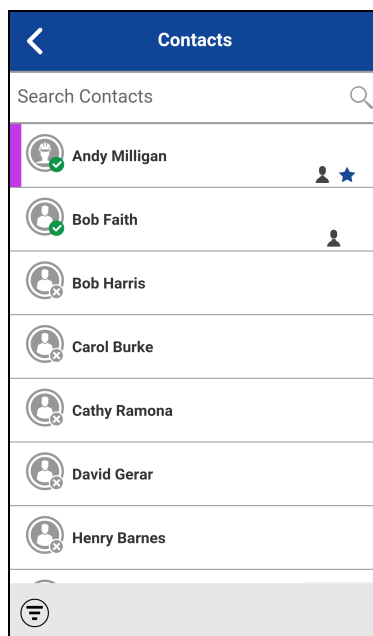 Contacts
Search Contacts
Andy Milligan
Bob Faith
Bob Harris
Carol Burke
Cathy Ramona
David Gerar
Henry Barnes